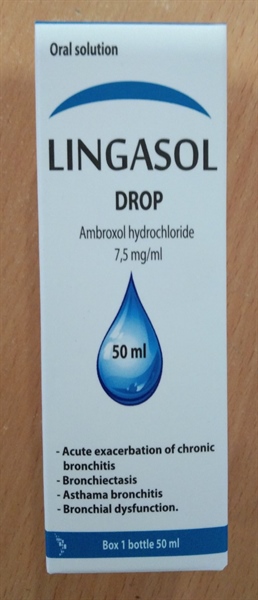 Oral solution
LINGASOL
DROP
Ambroxol hydrochloride
7,5 mg/ml
50 ml
- Acute exacerbation of chronic
bronchitis
- Bronchiectasis
- Asthama bronchitis
- Bronchial dysfunction.
Box 1 bottle 50 ml